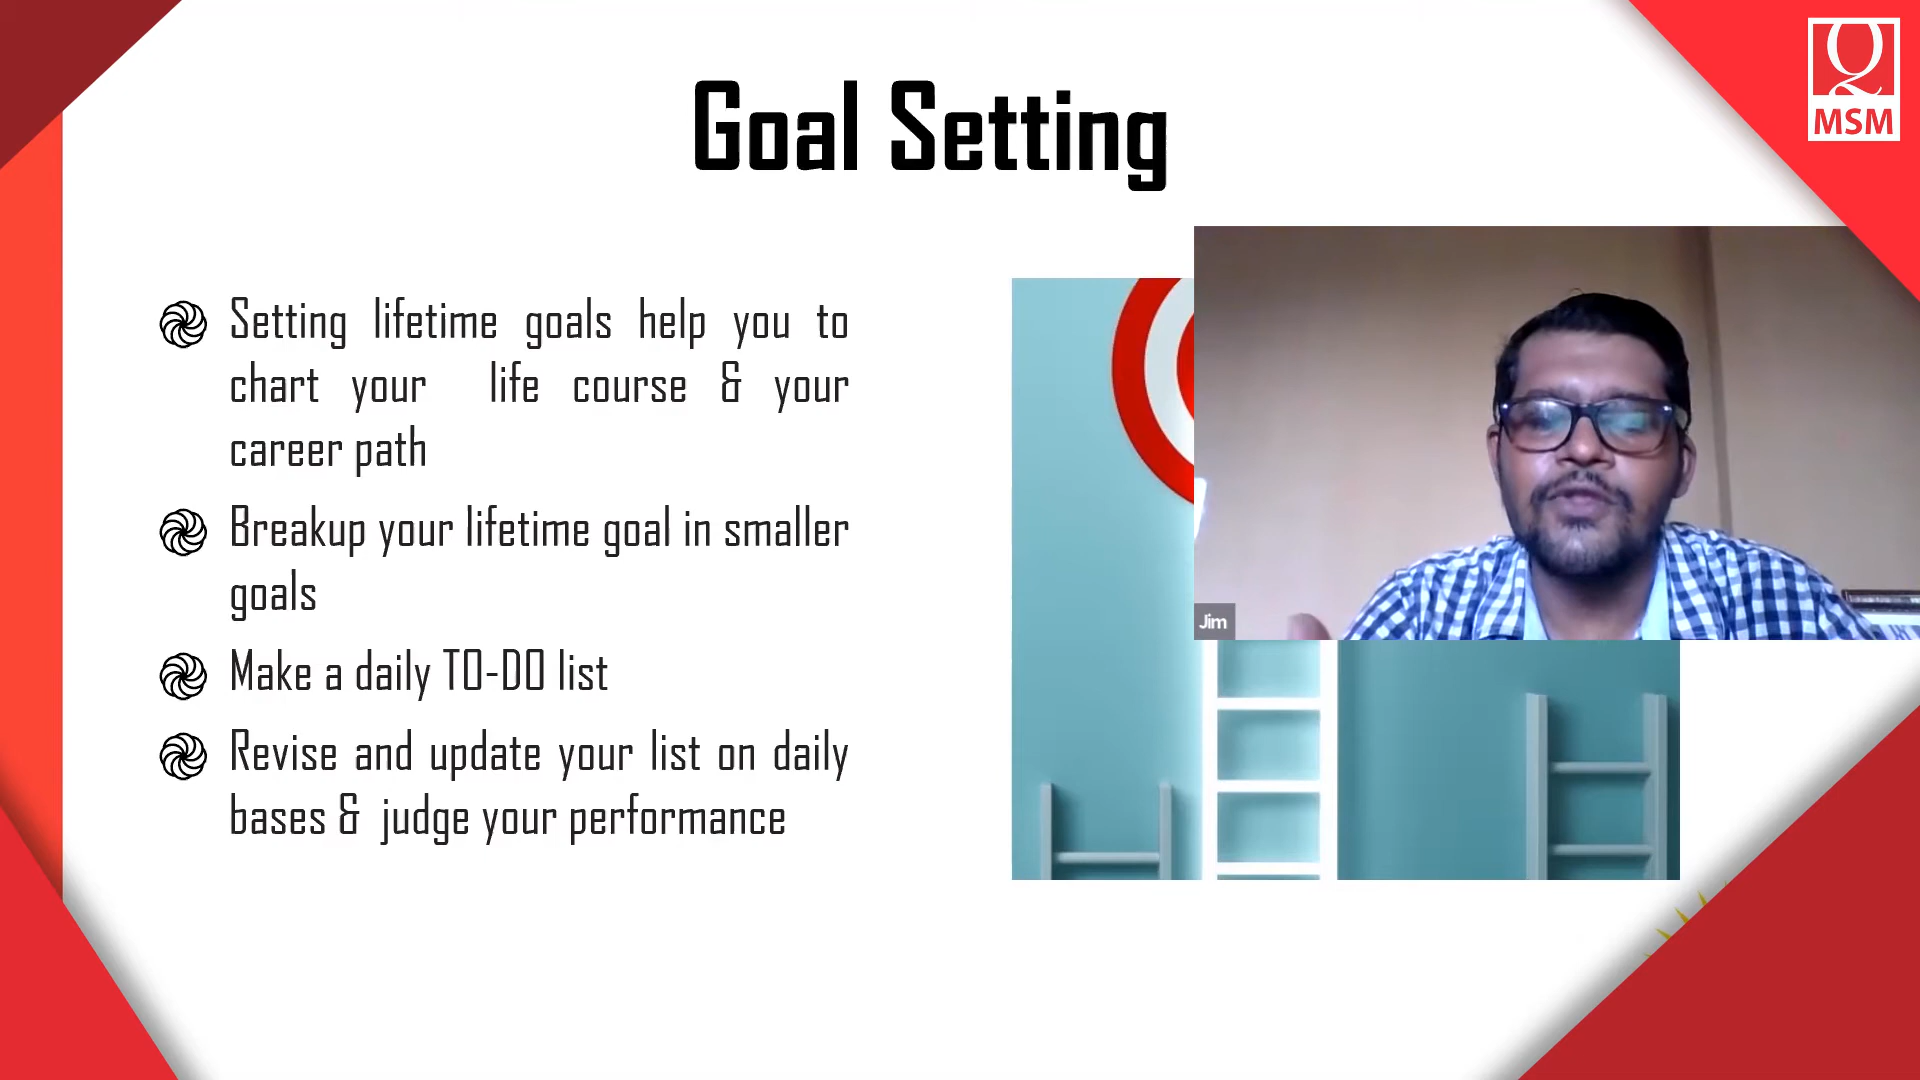 Goal Setting
Setting lifetime goals help you to
chart your life course & your
career path
Breakup your lifetime goal in smaller
goals
Make a daily TO-DO list
Revise and update your list on daily
bases & judge your performance
Q
MSM
Jim